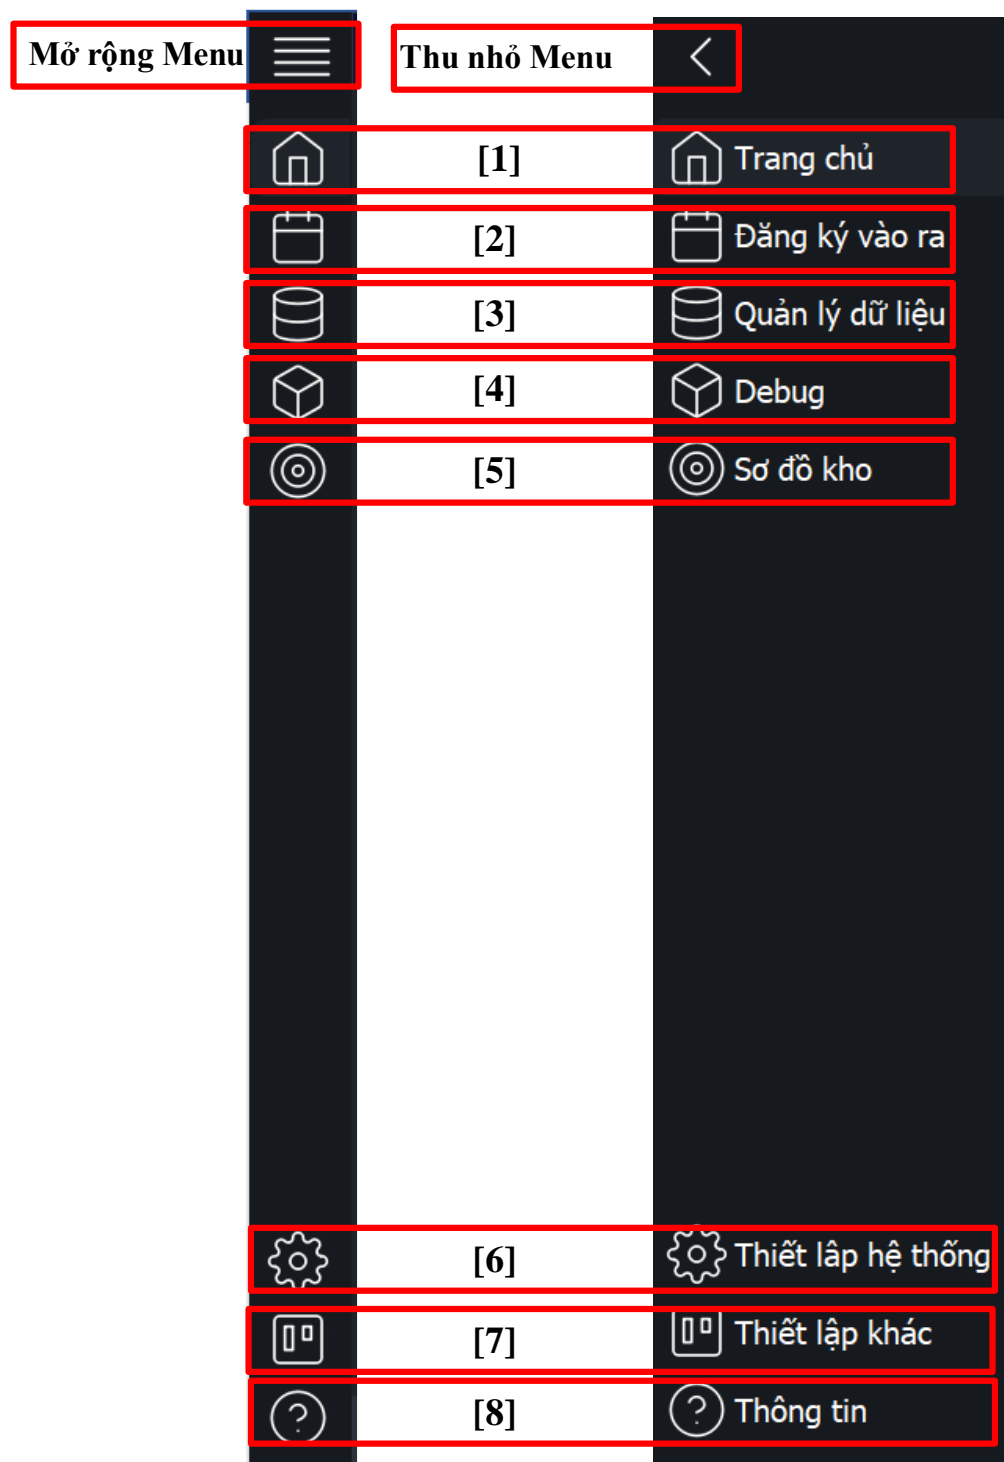 Mở rộng Menu
Thu nhỏ Menu
[1] Trang chủ
[2] Đăng ký vào ra
[3] Quản lý dữ liệu
[4] Debug
[5] Sơ đồ kho
[6] Thiết lâp hệ thống
[7] Thiết lập khác
[8] Thông tin